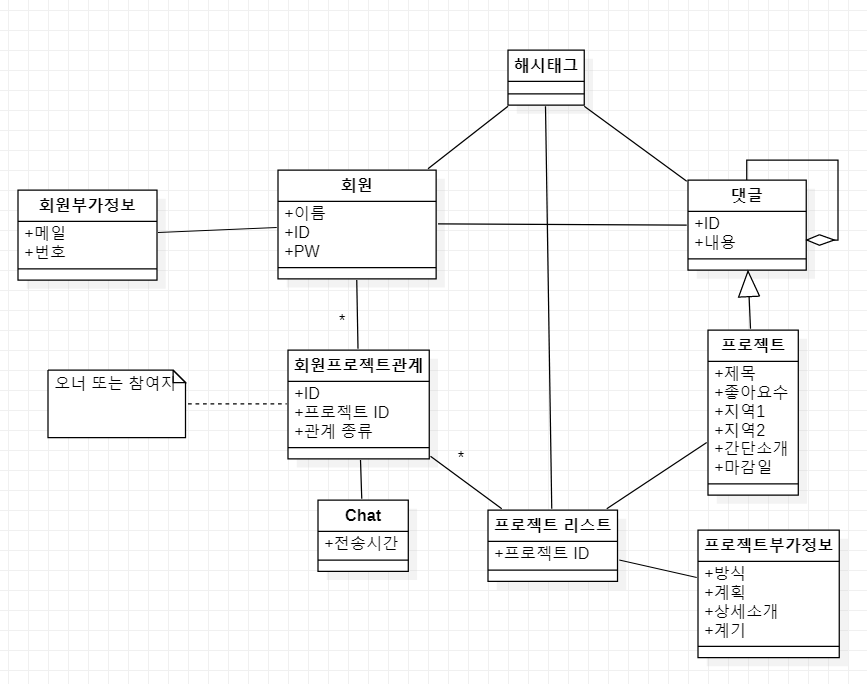 해시태그
회원부가정보
+메일
+번호
회원
+이름
+ID
+PW
댓글
+ID
+내용
*
회원프로젝트관계
+ID
+프로젝트 ID
+관계 종류
오너 또는 참여자
프로젝트
+제목
+좋아요수
+지역1
+지역2
+간단소개
+마감일
*
Chat
+전송시간
프로젝트 리스트
+프로젝트 ID
프로젝트부가정보
+방식
+계획
+상세소개
+계기